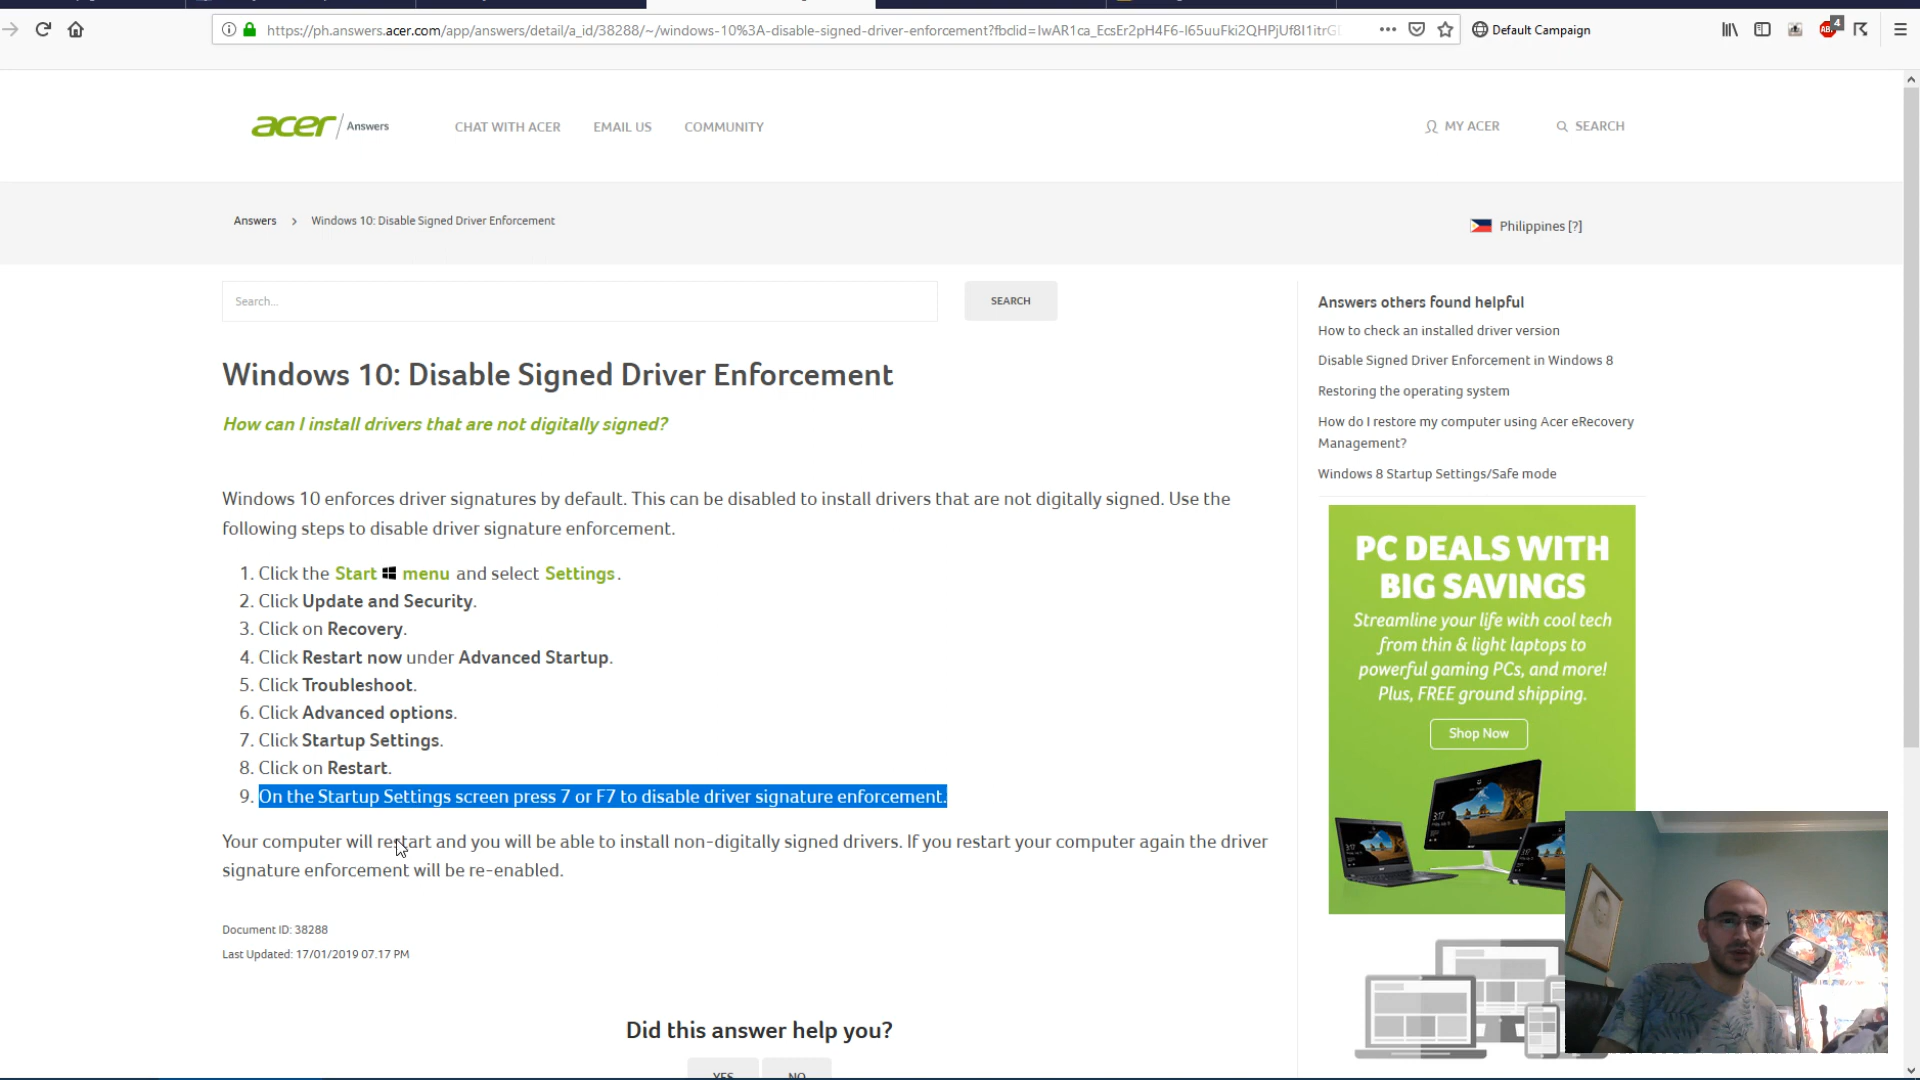 https://ph.answers.acer.com/app/answers/detail/a_id/38288/~/windows-10%3A-disable-signed-driver-enforcement?fbclid=IwAR1ca_EcsEr2pH4F6-l65uuFki2QHPjUf8I1itrG
Default Campaign
4
acer / Answers
CHAT WITH ACER
EMAIL US
COMMUNITY
MY ACER
SEARCH
Answers > Windows 10: Disable Signed Driver Enforcement
Philippines [?]
Search...
SEARCH
Windows 10: Disable Signed Driver Enforcement
How can I install drivers that are not digitally signed?
Windows 10 enforces driver signatures by default. This can be disabled to install drivers that are not digitally signed. Use the
following steps to disable driver signature enforcement.
1. Click the Start menu and select Settings.
2. Click Update and Security.
3. Click on Recovery.
4. Click Restart now under Advanced Startup.
5. Click Troubleshoot.
6. Click Advanced options.
7. Click Startup Settings.
8. Click on Restart.
9. On the Startup Settings screen press 7 or F7 to disable driver signature enforcement.
Your computer will restart and you will be able to install non-digitally signed drivers. If you restart your computer again the driver
signature enforcement will be re-enabled.
Document ID: 38288
Last Updated: 17/01/2019 07.17 PM
Did this answer help you?
YES
NO
Answers others found helpful
How to check an installed driver version
Disable Signed Driver Enforcement in Windows 8
Restoring the operating system
How do I restore my computer using Acer eRecovery
Management?
Windows 8 Startup Settings/Safe mode
PC DEALS WITH
BIG SAVINGS
Streamline your life with cool tech
from thin & light laptops to
powerful gaming PCs, and more!
Plus, FREE ground shipping.
Shop Now